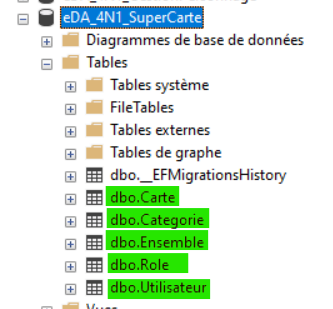 eDA_4N1_SuperCarte
Diagrammes de base de données
Tables
Tables système
FileTables
Tables externes
Tables de graphe
dbo.__EFMigrationsHistory
dbo.Carte
dbo.Categorie
dbo.Ensemble
dbo.Role
dbo.Utilisateur